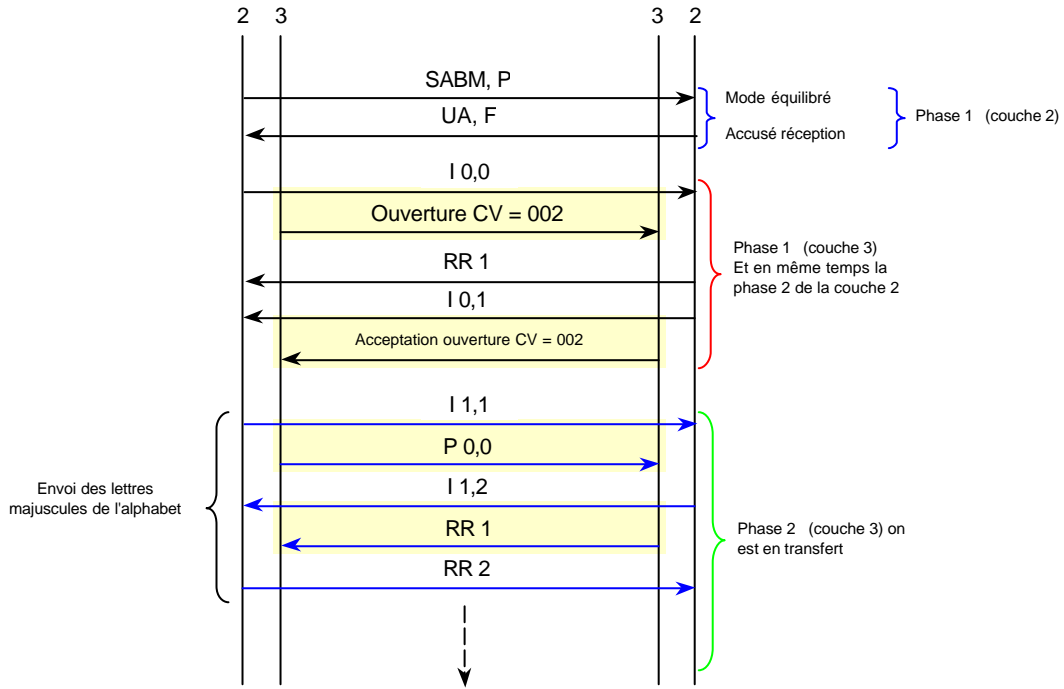 2 3 3 2
SABM, P
Mode équilibré
Phase 1 (couche 2)
UA, F
Accusé réception
I 0,0
Ouverture CV = 002
Phase 1 (couche 3)
Et en même temps la
phase 2 de la couche 2
RR 1
I 0,1
Acceptation ouverture CV = 002
I 1,1
P 0,0
Envoi des lettres
majuscules de l'alphabet
I 1,2
RR 1
Phase 2 (couche 3) on
est en transfert
RR 2